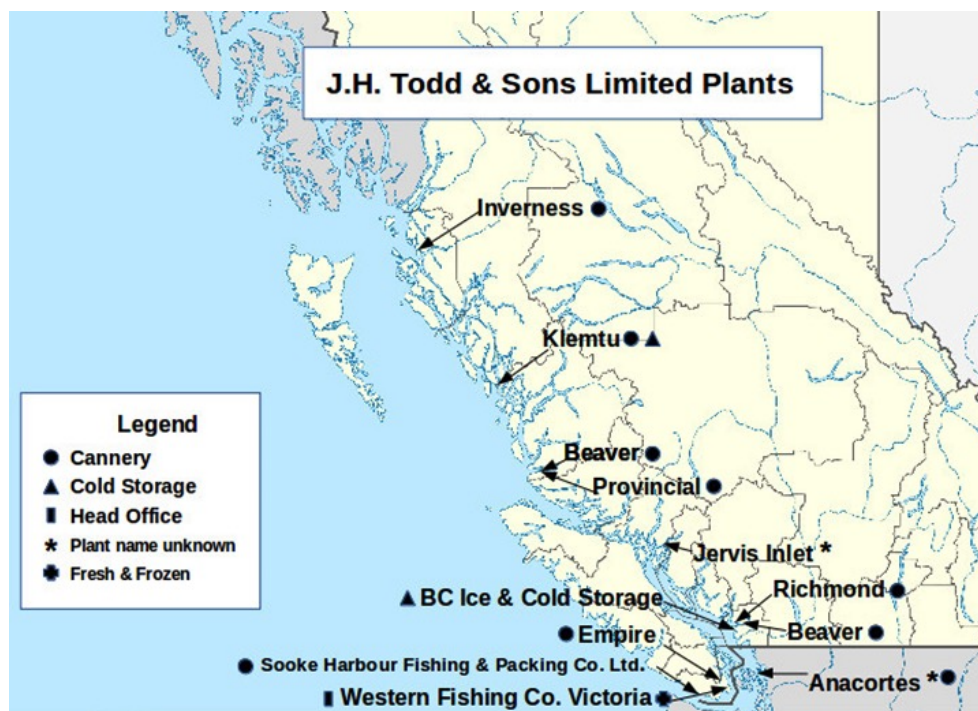 J.H. Todd & Sons Limited Plants
Inverness
Klemtu
Legend
Cannery
Cold Storage
Head Office
* Plant name unknown
Fresh & Frozen
Beaver
Provincial
Jervis Inlet *
Richmond
BC Ice & Cold Storage
Beaver
Empire
Sooke Harbour Fishing & Packing Co. Ltd.
Anacortes *
Western Fishing Co. Victoria